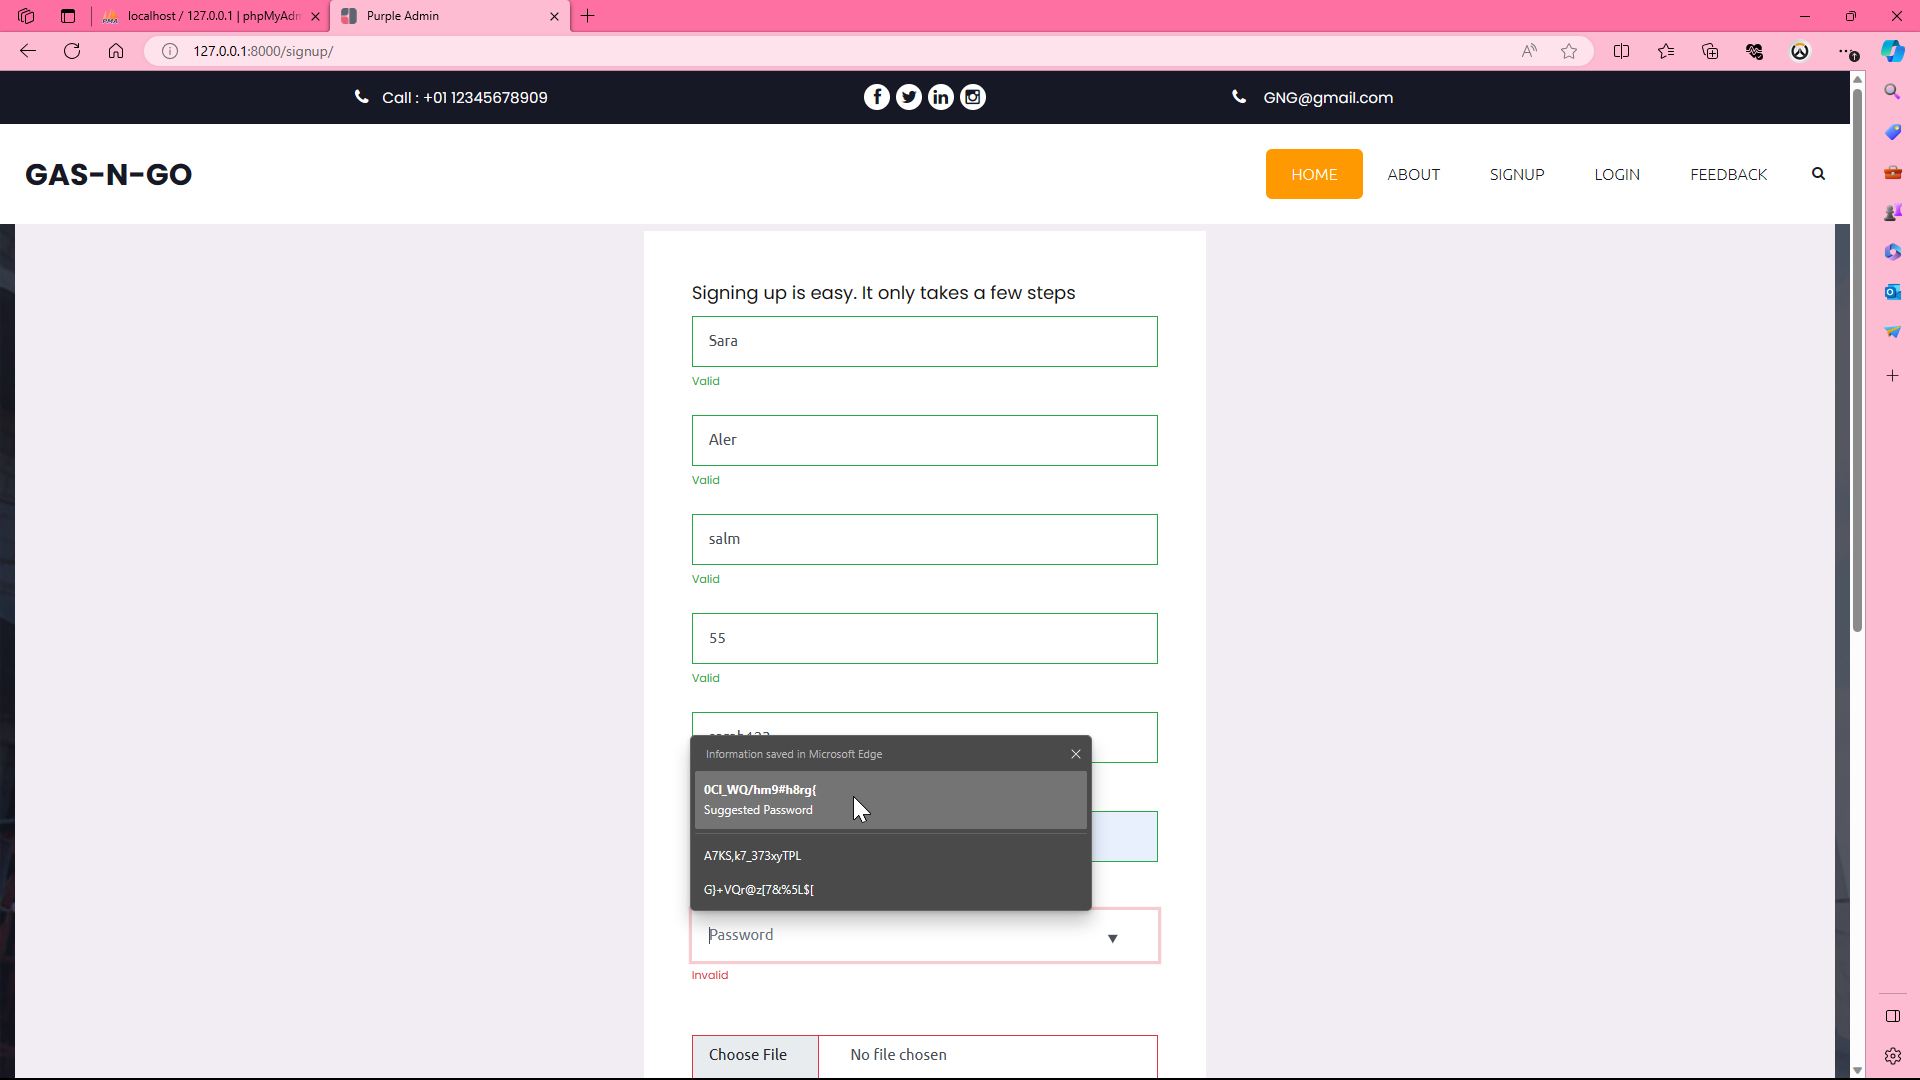 localhost / 127.0.0.1 | phpMyAdm
Purple Admin
127.0.0.1:8000/signup/
Call : +01 12345678909
GNG@gmail.com
GAS-N-GO
HOME
ABOUT
SIGNUP
LOGIN
FEEDBACK
Signing up is easy. It only takes a few steps
Sara
Valid
Aler
Valid
salm
Valid
55
Valid
Information saved in Microsoft Edge
0CI_WQ/hm9#h8rg{
Suggested Password
A7KS,k7_373xyTPL
G}+VQr@z[7&%5L$[
Password
Invalid
Choose File
No file chosen